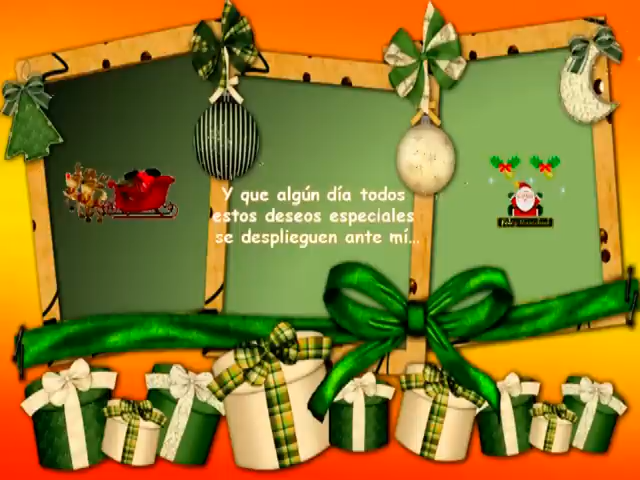 Y que algún día todos
estos deseos especiales
se desplieguen ante mí...